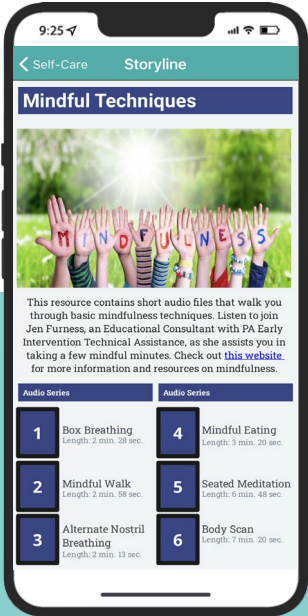 9:25
Self-Care
Storyline
Mindful Techniques
MINDFULNESS
This resource contains short audio files that walk you
through basic mindfulness techniques. Listen to join
Jen Furness, an Educational Consultant with PA Early
Intervention Technical Assistance, as she assists you in
taking a few mindful minutes. Check out this website
for more information and resources on mindfulness.
Audio Series
1
Box Breathing
Length: 2 min. 28 sec.
2
Mindful Walk
Length: 2 min. 58 sec.
3
Alternate Nostril
Breathing
Length: 2 min. 13 sec.
Audio Series
4
Mindful Eating
Length: 3 min. 20 sec.
5
Seated Meditation
Length: 6 min. 48 sec.
6
Body Scan
Length: 7 min. 20 sec.